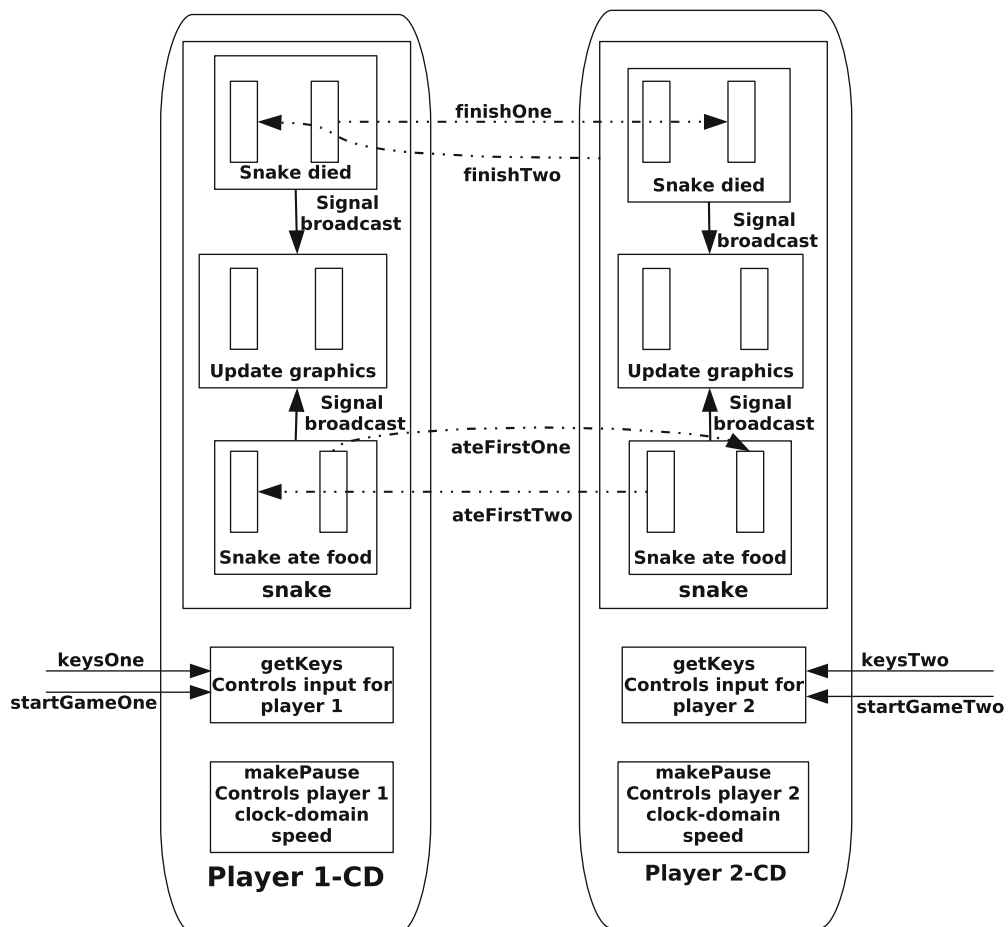 finishOne
finishTwo
Snake died
Snake died
Signal
broadcast
Signal
broadcast
Update graphics
Update graphics
Signal
broadcast
Signal
broadcast
ateFirstOne
ateFirstTwo
Snake ate food
Snake ate food
snake
snake
keysOne
startGameOne
getKeys
Controls input for
player 1
getKeys
Controls input for
player 2
keysTwo
startGameTwo
makePause
Controls player 1
clock-domain
speed
makePause
Controls player 2
clock-domain
speed
Player 1-CD
Player 2-CD